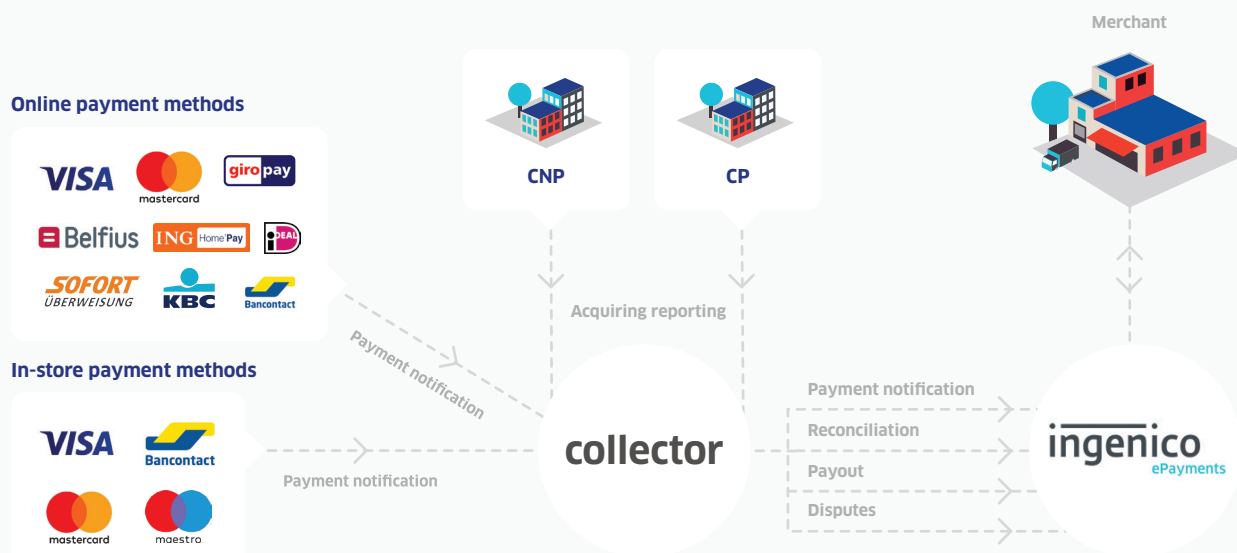 Merchant
Online payment methods
VISA
mastercard
giropay
Belfius
ING Home'Pay
iDEAL
SOFORT
ÜBERWEISUNG
KBC
Bancontact
CNP
CP
Acquiring reporting
Payment notification
In-store payment methods
VISA
Bancontact
mastercard
maestro
Payment notification
collector
Payment notification
Reconciliation
Payout
Disputes
ingenico
ePayments